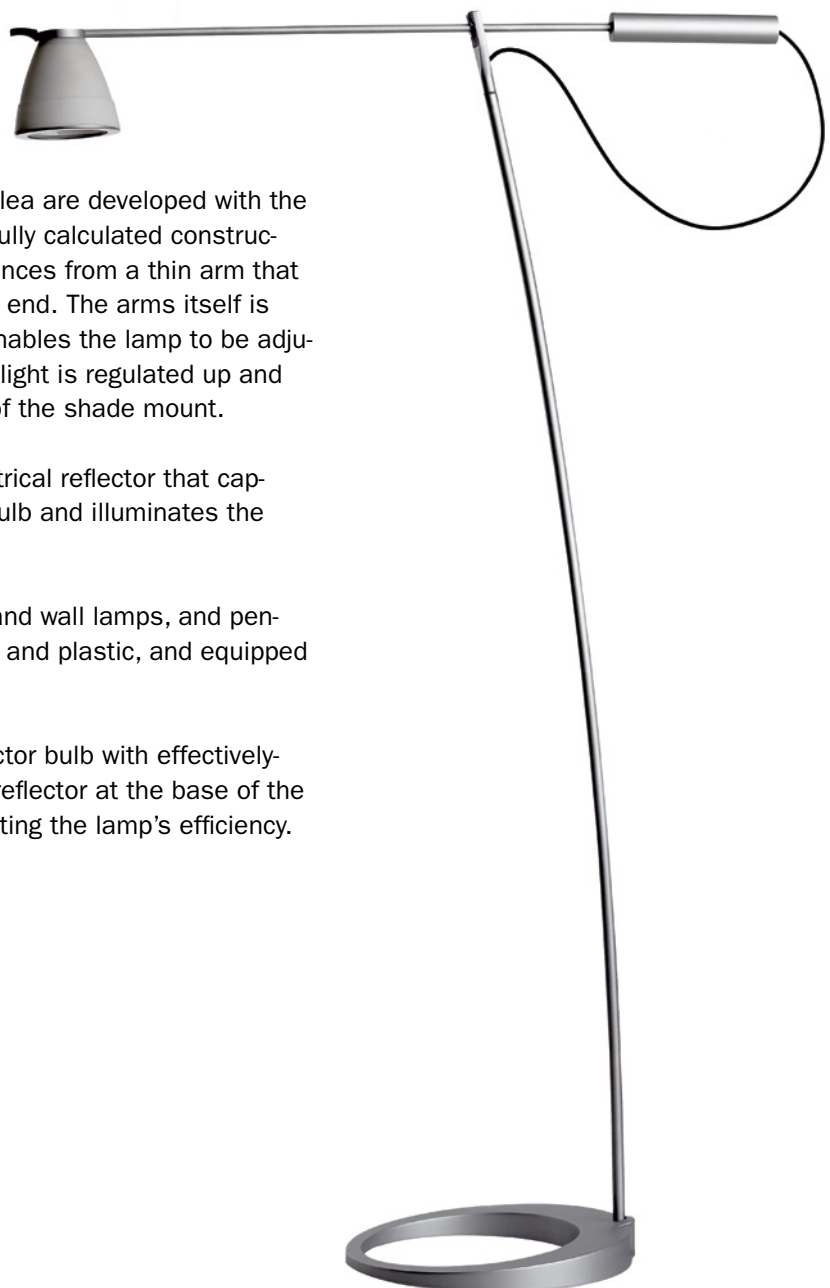 lea are developed with the
fully calculated construc-
nces from a thin arm that
end. The arms itself is
nables the lamp to be adju-
light is regulated up and
of the shade mount.
trical reflector that cap-
ulb and illuminates the
and wall lamps, and pen-
and plastic, and equipped
ctor bulb with effectively-
reflector at the base of the
ting the lamp’s efficiency.